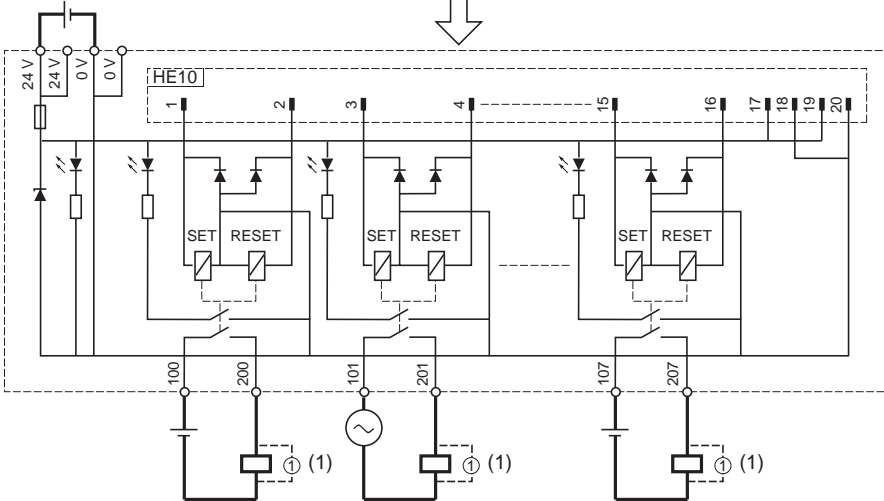 24 V
24 V
0 V
0 V
HE10
1
2
3
4
15
16
17
18
19
20
SET RESET
SET RESET
SET RESET
100
200
101
201
107
207
1 (1)
1 (1)
1 (1)